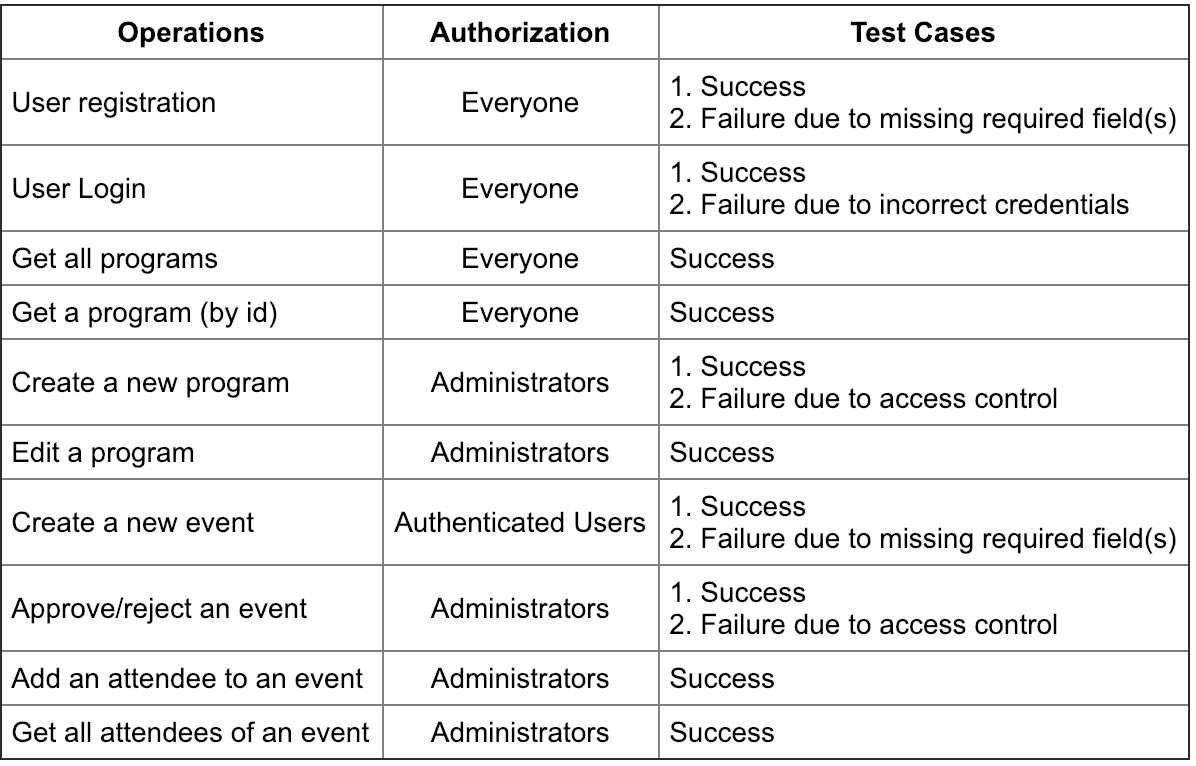 Operations Authorization Test Cases
User registration Everyone 1. Success
2. Failure due to missing required field(s)
User Login Everyone 1. Success
2. Failure due to incorrect credentials
Get all programs Everyone Success
Get a program (by id) Everyone Success
Create a new program Administrators 1. Success
2. Failure due to access control
Edit a program Administrators Success
Create a new event Authenticated Users 1. Success
2. Failure due to missing required field(s)
Approve/reject an event Administrators 1. Success
2. Failure due to access control
Add an attendee to an event Administrators Success
Get all attendees of an event Administrators Success